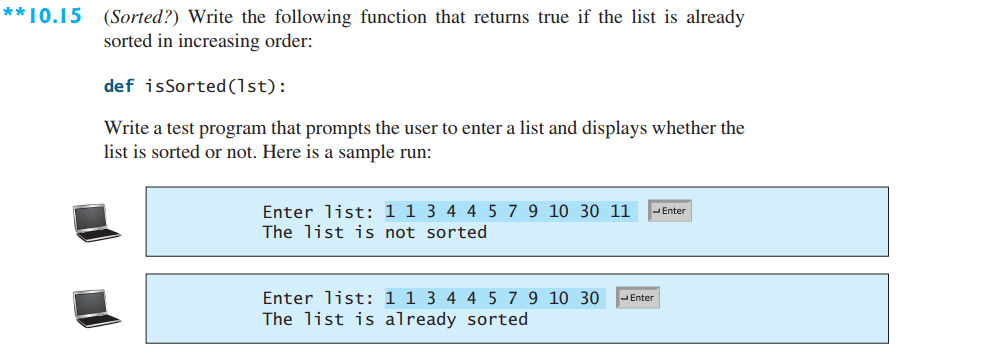 **10.15 (Sorted?) Write the following function that returns true if the list is already
sorted in increasing order:
def isSorted(lst):
Write a test program that prompts the user to enter a list and displays whether the
list is sorted or not. Here is a sample run:
Enter list: 1 1 3 4 4 5 7 9 10 30 11 ↵Enter
The list is not sorted
Enter list: 1 1 3 4 4 5 7 9 10 30 ↵Enter
The list is already sorted